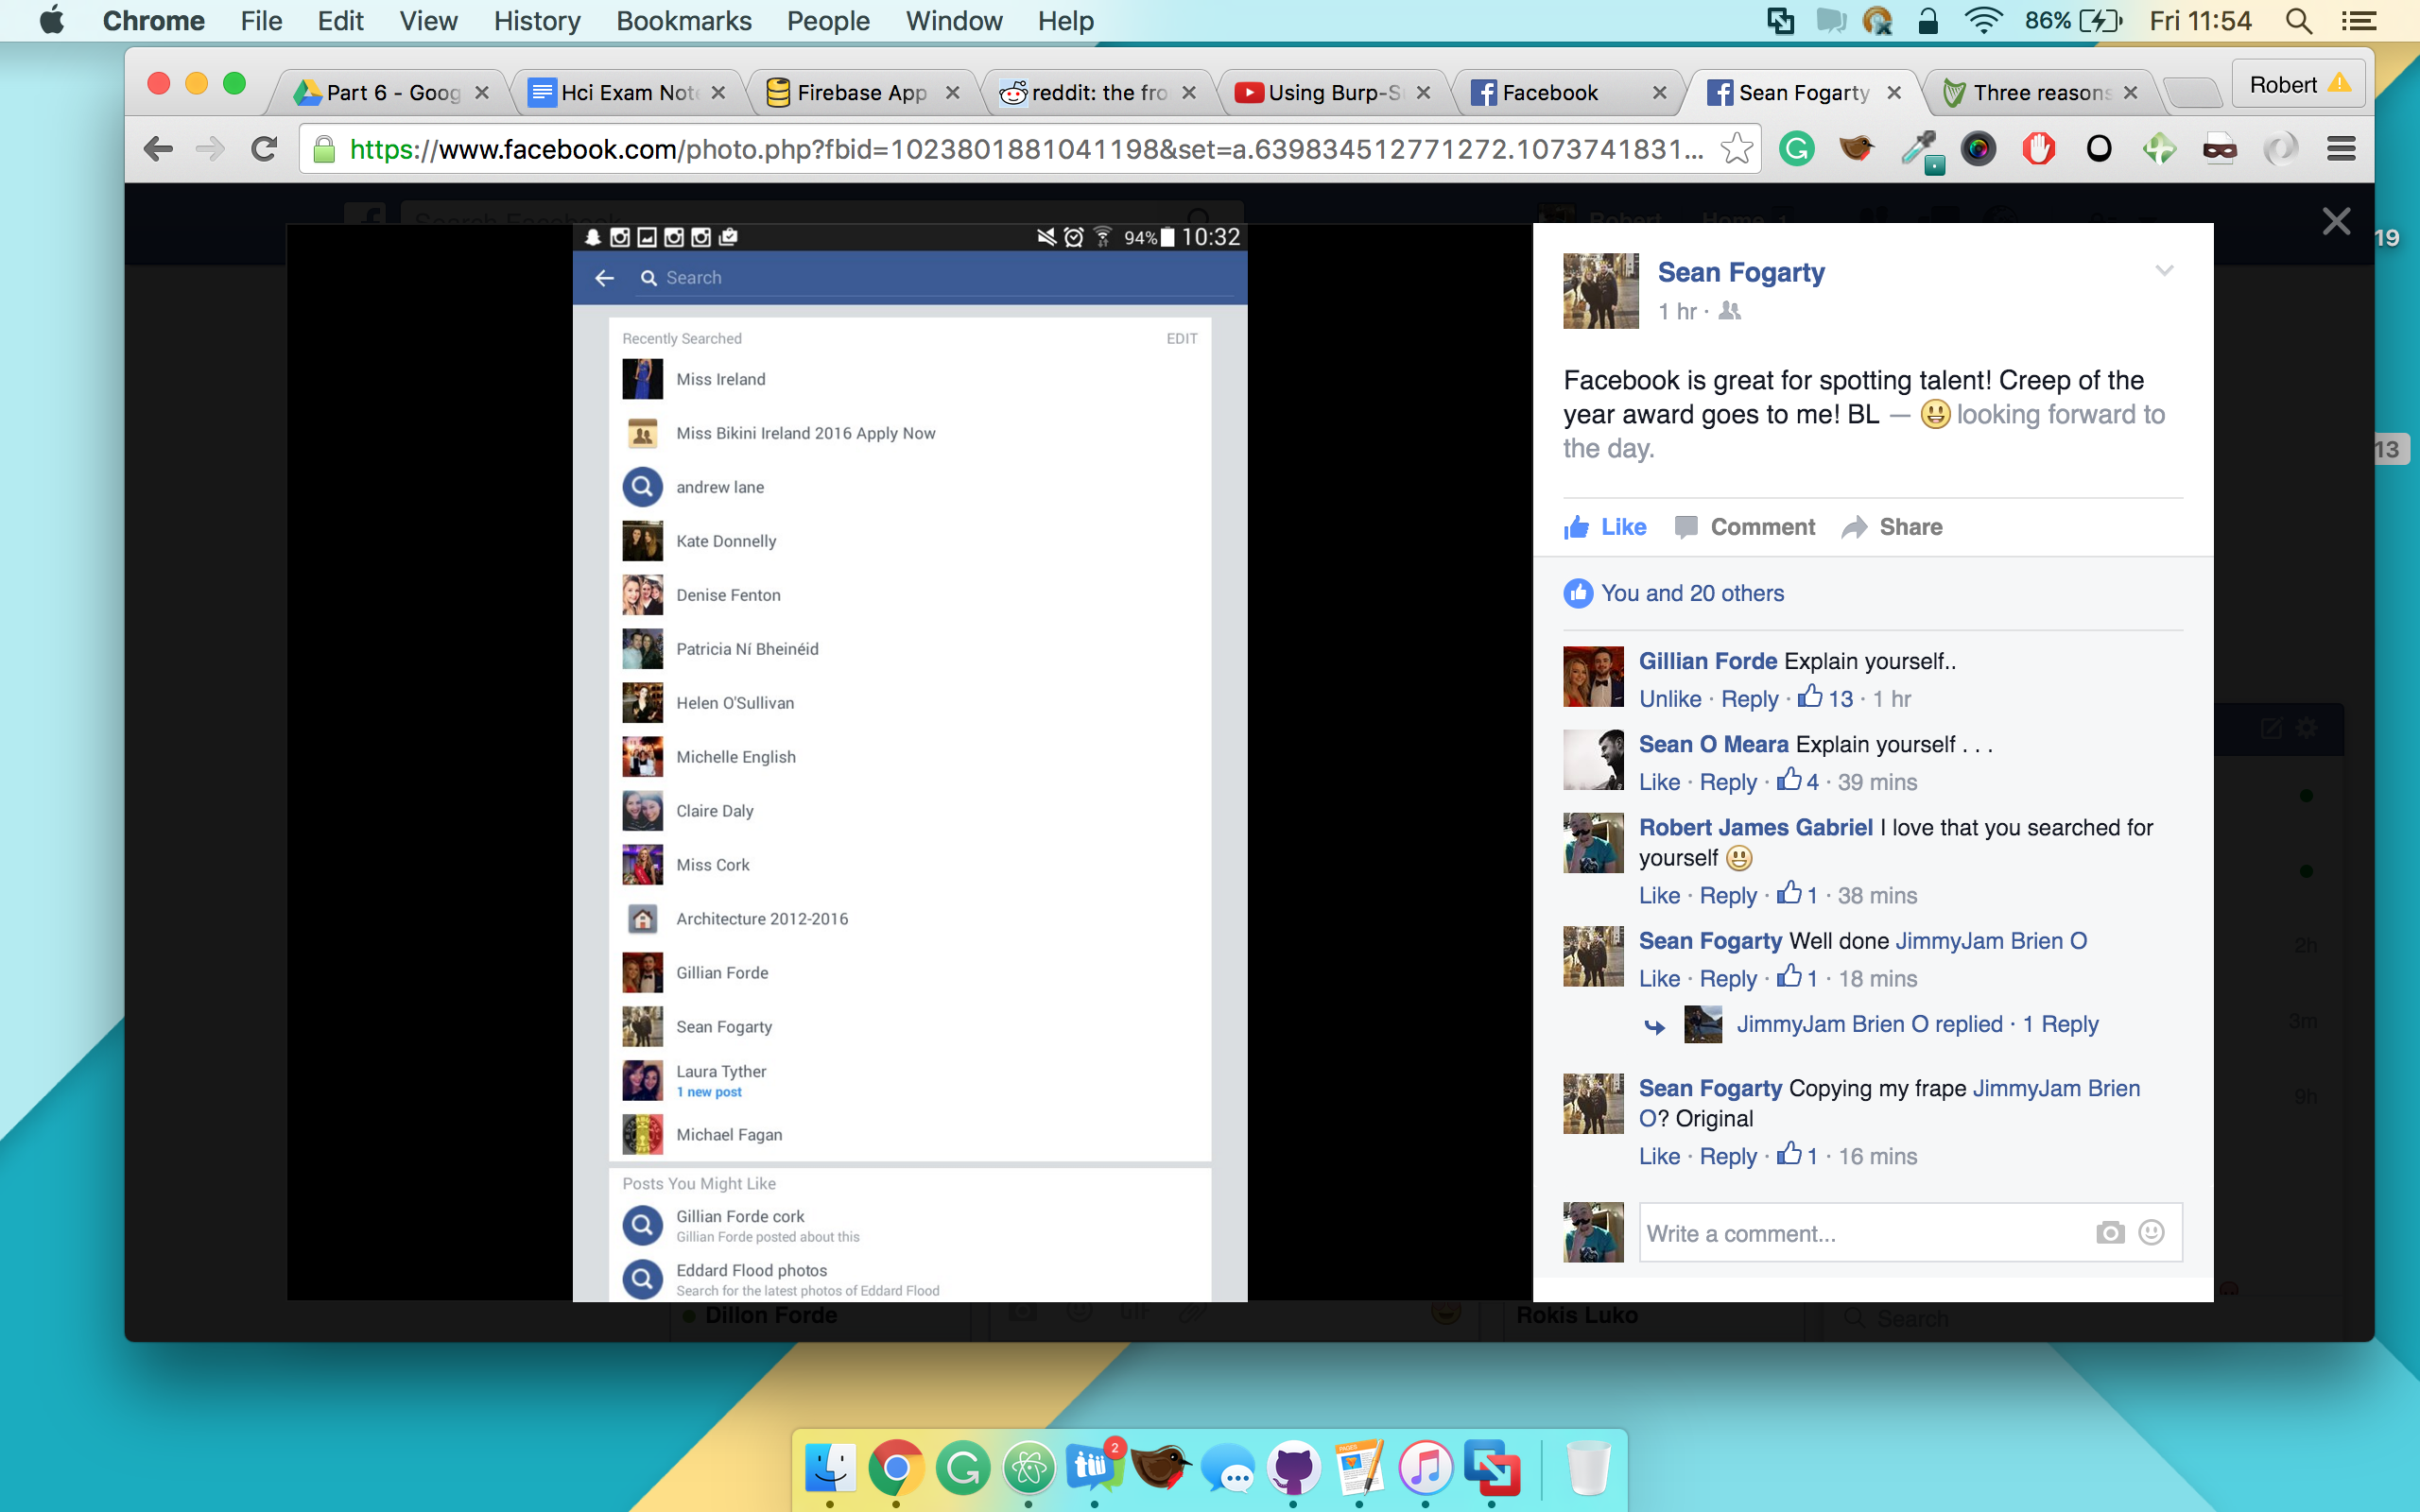 Chrome File Edit View History Bookmarks People Window Help 86% Fri 11:54
Part 6 - Goog Hci Exam Not Firebase App reddit: the fro Using Burp-S Facebook Sean Fogarty Three reasons Robert
https://www.facebook.com/photo.php?fbid=1023801881041198&set=a.639834512771272.1073741831...
Search Facebook Robert Home 1
19
13
94% 10:32
Search
Recently Searched EDIT
Miss Ireland
Miss Bikini Ireland 2016 Apply Now
andrew lane
Kate Donnelly
Denise Fenton
Patricia Ní Bheinéid
Helen O'Sullivan
Michelle English
Claire Daly
Miss Cork
Architecture 2012-2016
Gillian Forde
Sean Fogarty
Laura Tyther
1 new post
Michael Fagan
Posts You Might Like
Gillian Forde cork
Gillian Forde posted about this
Eddard Flood photos
Search for the latest photos of Eddard Flood
Sean Fogarty
1 hr ·
Facebook is great for spotting talent! Creep of the
year award goes to me! BL — 😃 looking forward to
the day.
Like Comment Share
You and 20 others
Gillian Forde Explain yourself..
Unlike · Reply · 13 · 1 hr
Sean O Meara Explain yourself . . .
Like · Reply · 4 · 39 mins
Robert James Gabriel I love that you searched for
yourself 😃
Like · Reply · 1 · 38 mins
Sean Fogarty Well done JimmyJam Brien O
Like · Reply · 1 · 18 mins
JimmyJam Brien O replied · 1 Reply
Sean Fogarty Copying my frape JimmyJam Brien
O? Original
Like · Reply · 1 · 16 mins
Write a comment...
2h
3m
9h
Dillon Forde GIF Rokis Luko Search
PAGES
2